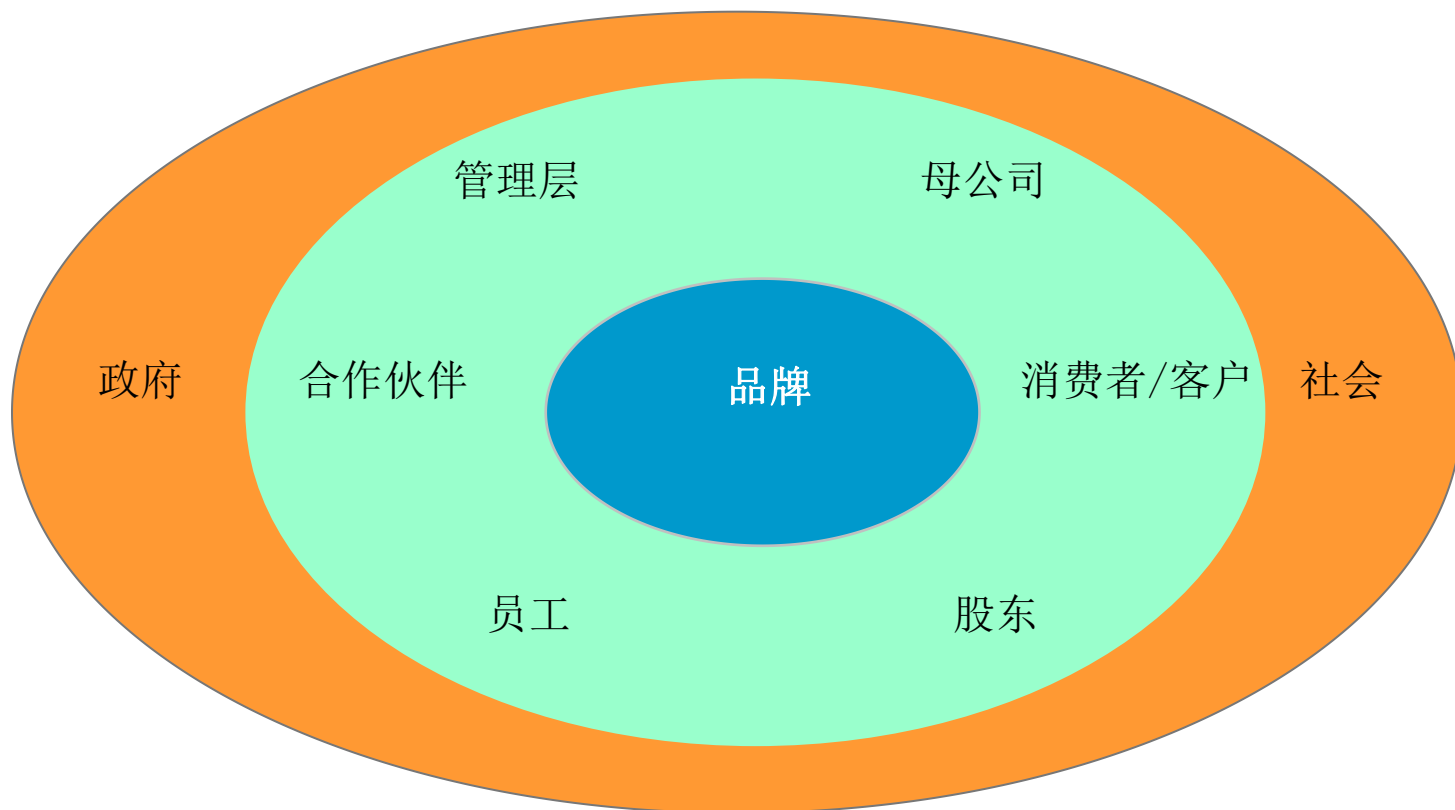 管理层
母公司
政府
合作伙伴
品牌
消费者/客户
社会
员工
股东